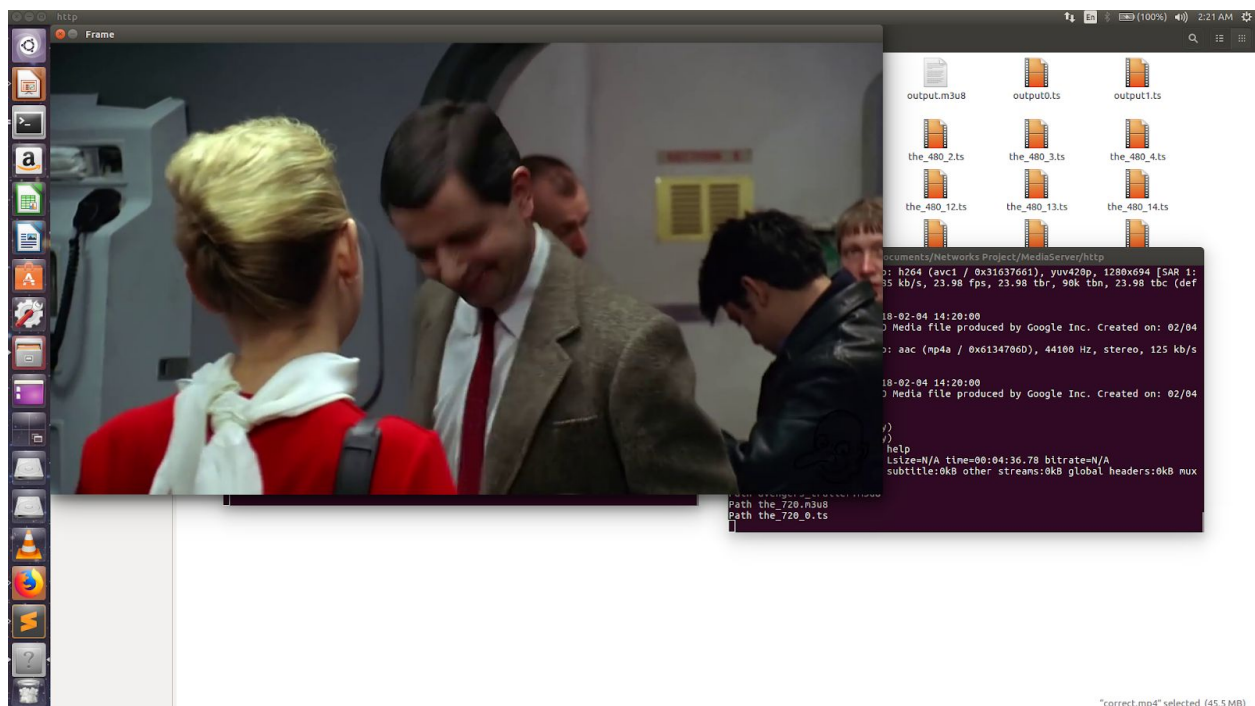 http
En
(100%)
2:21 AM
Frame
output.m3u8
output0.ts
output1.ts
the_480_2.ts
the_480_3.ts
the_480_4.ts
the_480_12.ts
the_480_13.ts
the_480_14.ts
ocuments/Networks Project/MediaServer/http
o: h264 (avc1 / 0x31637661), yuv420p, 1280x694 [SAR 1:
35 kb/s, 23.98 fps, 23.98 tbr, 90k tbn, 23.98 tbc (def
18-02-04 14:20:00
O Media file produced by Google Inc. Created on: 02/04
o: aac (mp4a / 0x6134706D), 44100 Hz, stereo, 125 kb/s
18-02-04 14:20:00
O Media file produced by Google Inc. Created on: 02/04
y)
y)
help
Lsize=N/A time=00:04:36.78 bitrate=N/A
subtitle:0kB other streams:0kB global headers:0kB mux
Path avengers_trailer.m3u8
Path the_720.m3u8
Path the_720_0.ts
"correct.mp4" selected (45.5 MB)